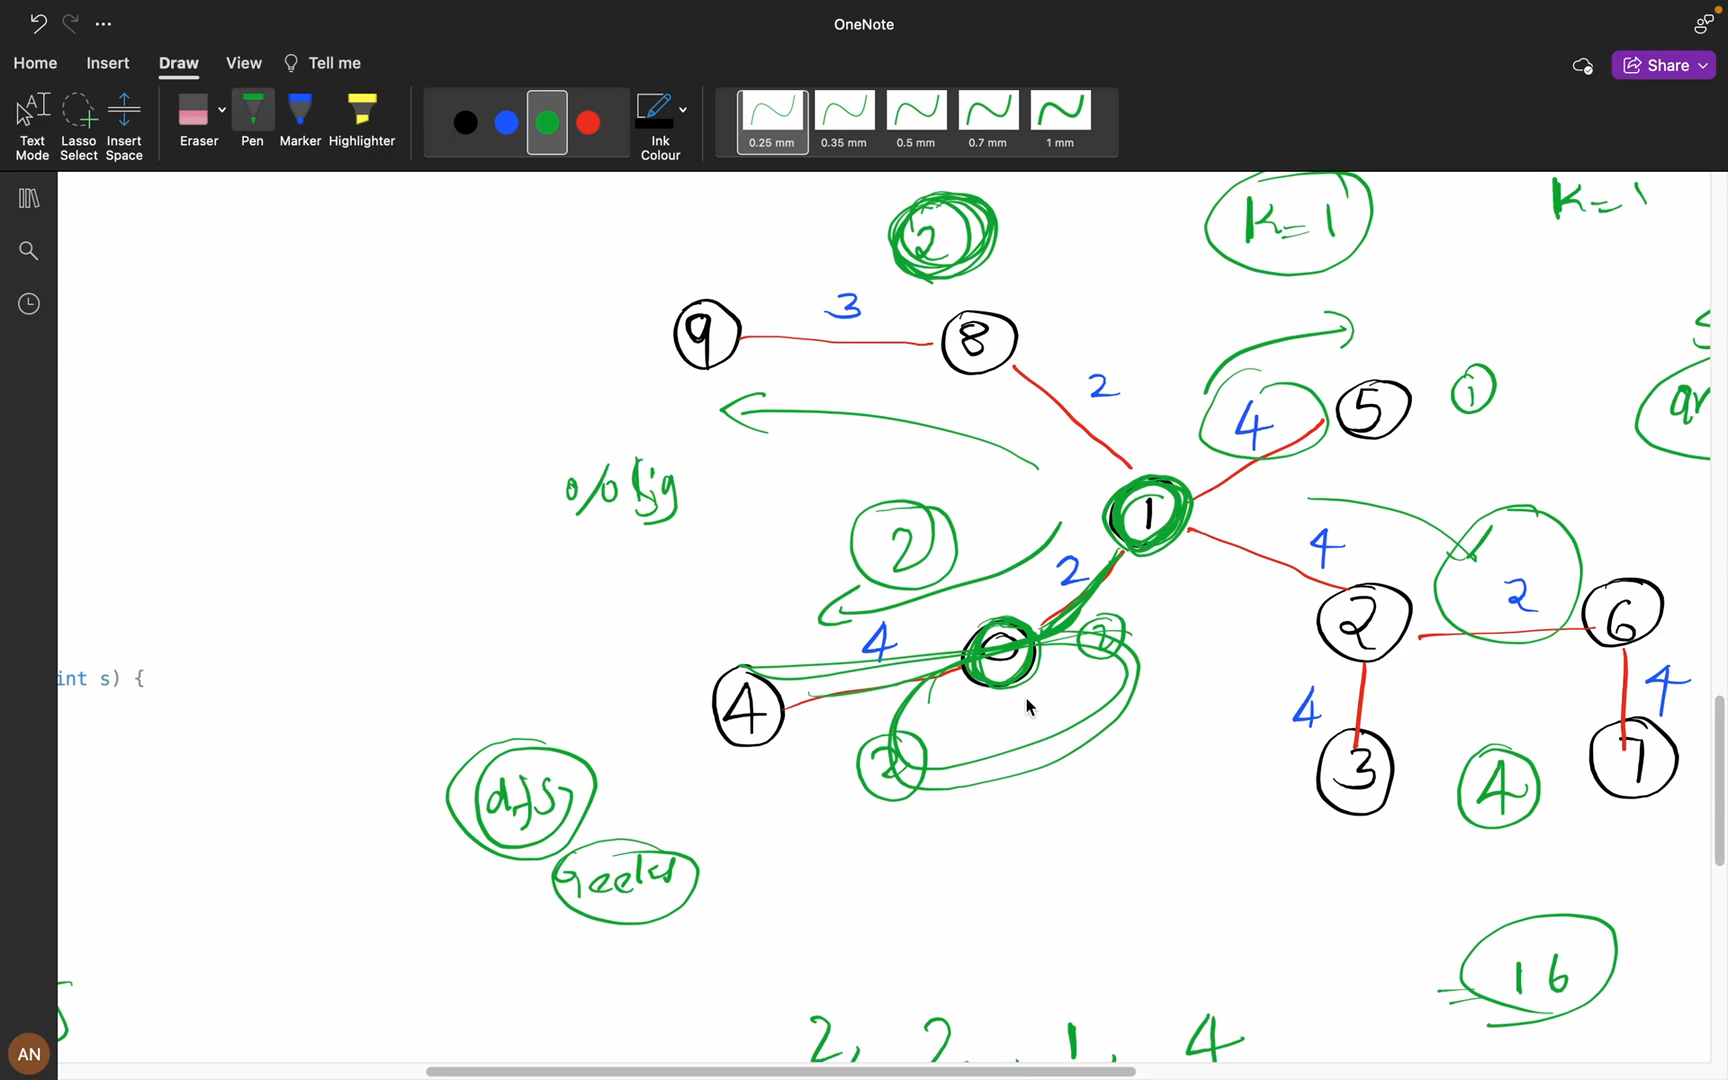 OneNote
Home Insert Draw View Tell me
Share
Text Mode
Lasso Select
Insert Space
Eraser
Pen
Marker
Highlighter
Ink Colour
0.25 mm
0.35 mm
0.5 mm
0.7 mm
1 mm
2
K=1
K=1
9
3
8
2
4
5
1
1
2
2
4
2
2
6
4
4
4
3
4
7
2
int s) {
dfs
Geeks
16
2, 2, 1, 4
AN